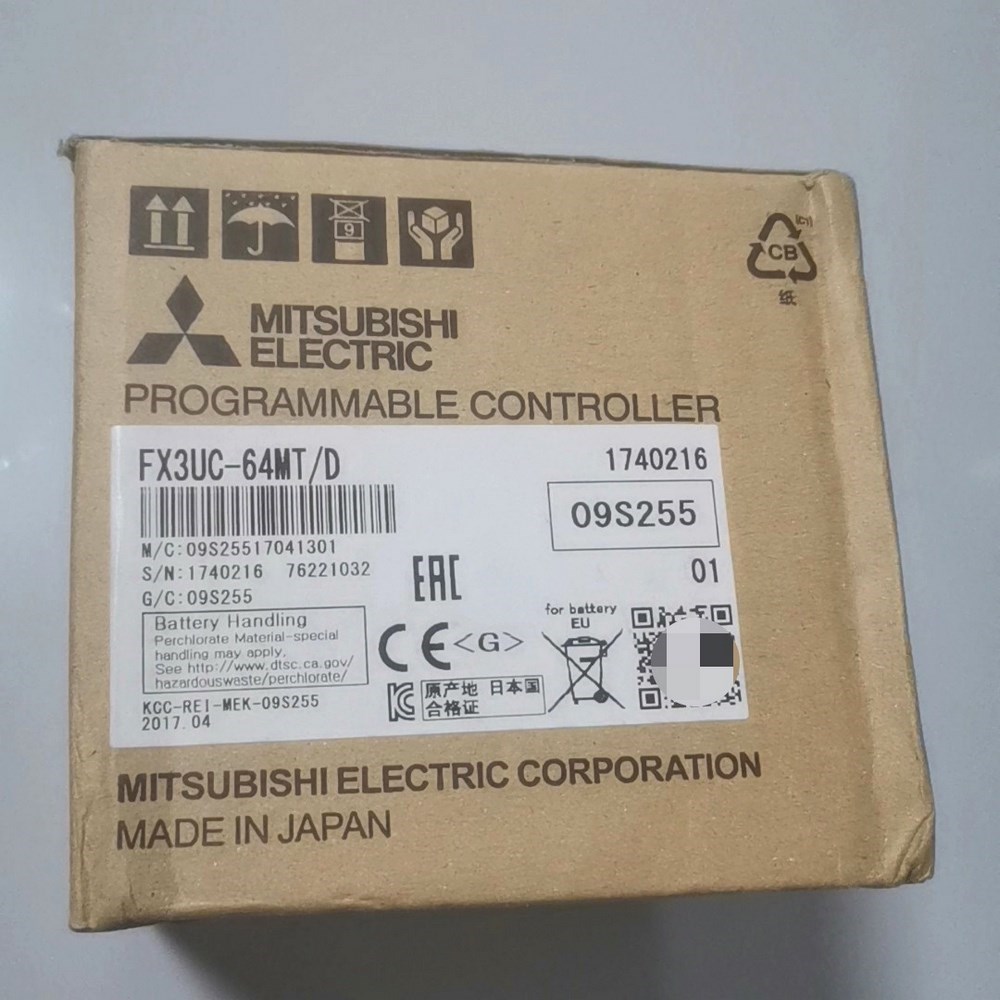 9
CB
纸
MITSUBISHI
ELECTRIC
PROGRAMMABLE CONTROLLER
FX3UC-64MT/D
1740216
09S255
M/C:09S25517041301
S/N:1740216 76221032
G/C:09S255
01
EAC
Battery Handling
Perchlorate Material-special
handling may apply.
See http://www.dtsc.ca.gov/
hazardouswaste/perchlorate/
for battery
EU
CE <G>
KC
原产地 日本国
合格证
KCC-REI-MEK-09S255
2017.04
MITSUBISHI ELECTRIC CORPORATION
MADE IN JAPAN